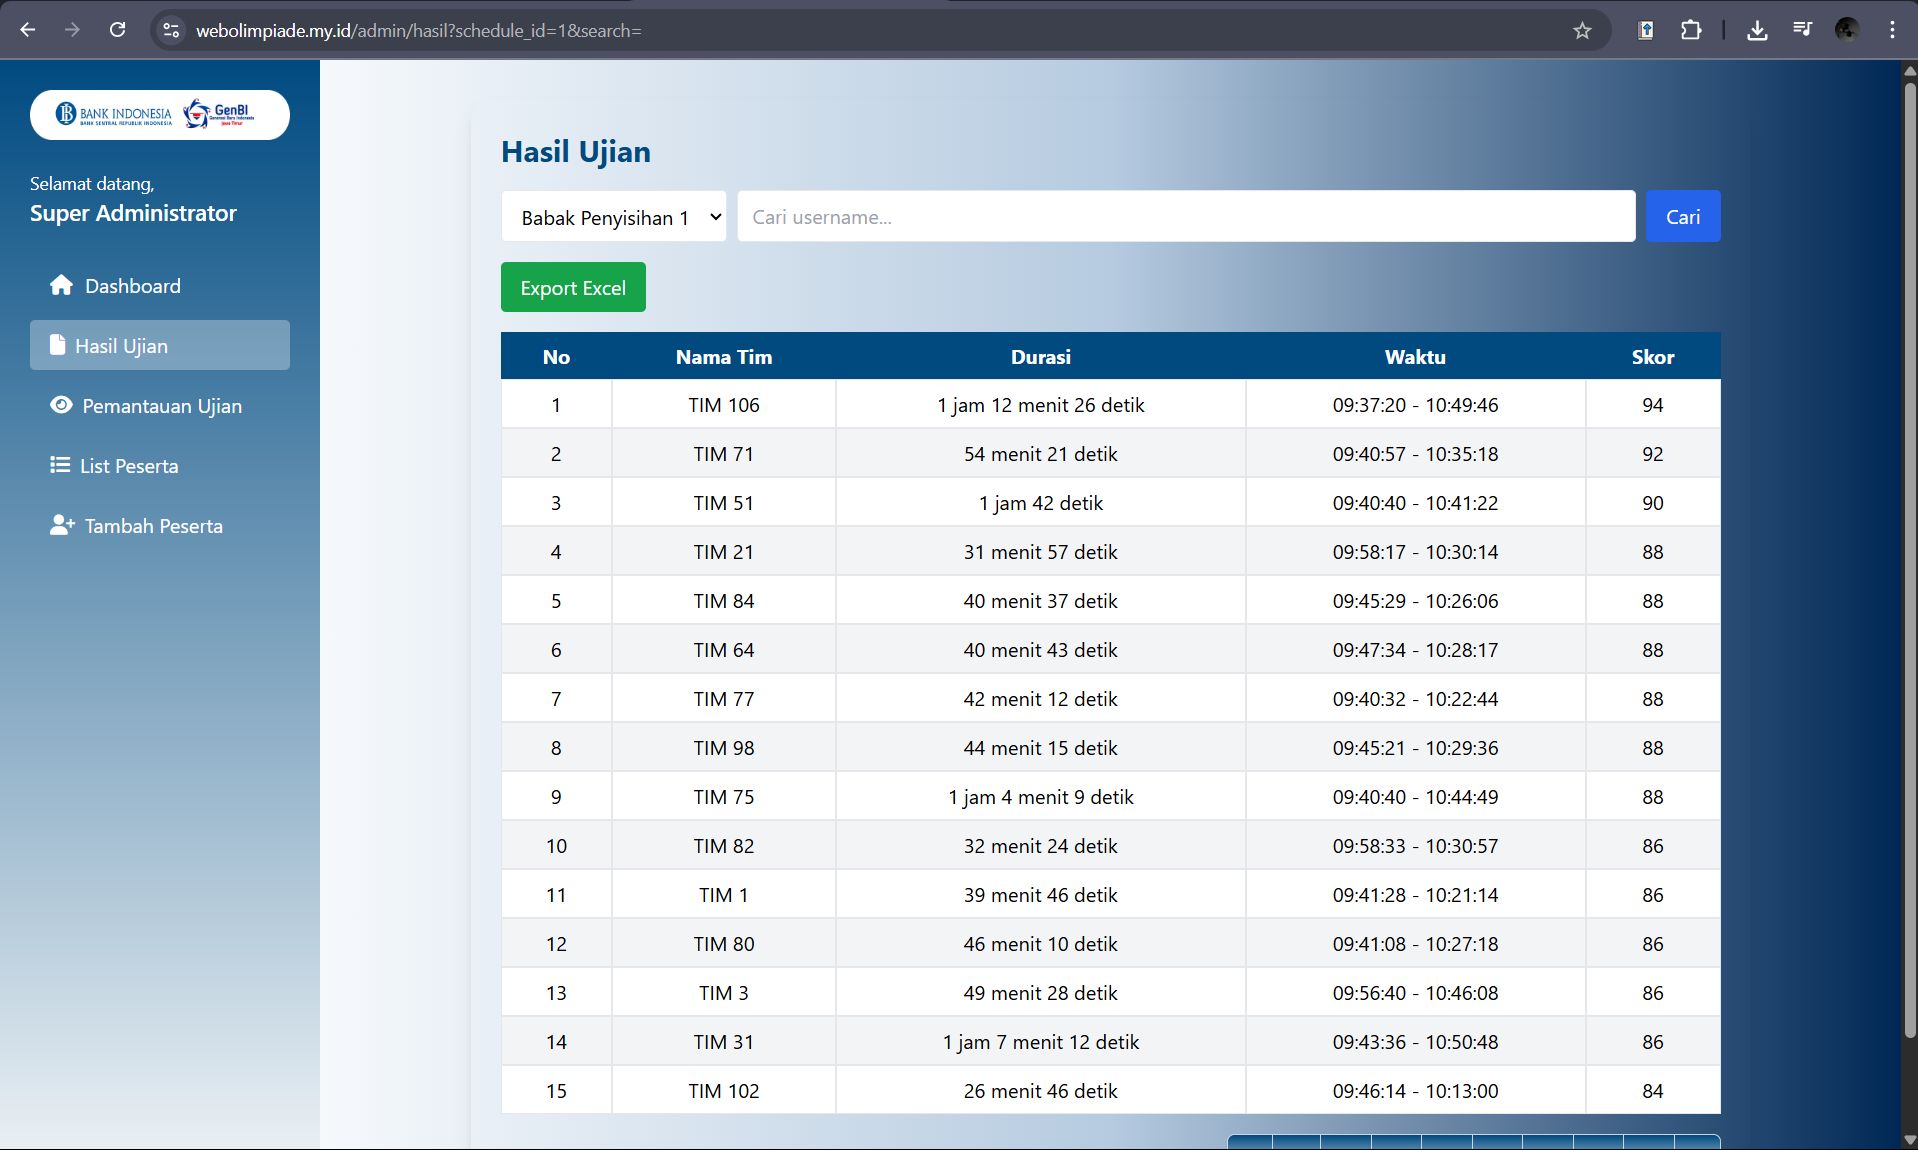 webolimpiade.my.id/admin/hasil?schedule_id=1&search=
BANK INDONESIA
BANK SENTRAL REPUBLIK INDONESIA
GenBI
Generasi Baru Indonesia
Jawa Timur
Selamat datang,
Super Administrator
Dashboard
Hasil Ujian
Pemantauan Ujian
List Peserta
Tambah Peserta
Hasil Ujian
Babak Penyisihan 1
Cari username...
Cari
Export Excel
No Nama Tim Durasi Waktu Skor
1 TIM 106 1 jam 12 menit 26 detik 09:37:20 - 10:49:46 94
2 TIM 71 54 menit 21 detik 09:40:57 - 10:35:18 92
3 TIM 51 1 jam 42 detik 09:40:40 - 10:41:22 90
4 TIM 21 31 menit 57 detik 09:58:17 - 10:30:14 88
5 TIM 84 40 menit 37 detik 09:45:29 - 10:26:06 88
6 TIM 64 40 menit 43 detik 09:47:34 - 10:28:17 88
7 TIM 77 42 menit 12 detik 09:40:32 - 10:22:44 88
8 TIM 98 44 menit 15 detik 09:45:21 - 10:29:36 88
9 TIM 75 1 jam 4 menit 9 detik 09:40:40 - 10:44:49 88
10 TIM 82 32 menit 24 detik 09:58:33 - 10:30:57 86
11 TIM 1 39 menit 46 detik 09:41:28 - 10:21:14 86
12 TIM 80 46 menit 10 detik 09:41:08 - 10:27:18 86
13 TIM 3 49 menit 28 detik 09:56:40 - 10:46:08 86
14 TIM 31 1 jam 7 menit 12 detik 09:43:36 - 10:50:48 86
15 TIM 102 26 menit 46 detik 09:46:14 - 10:13:00 84